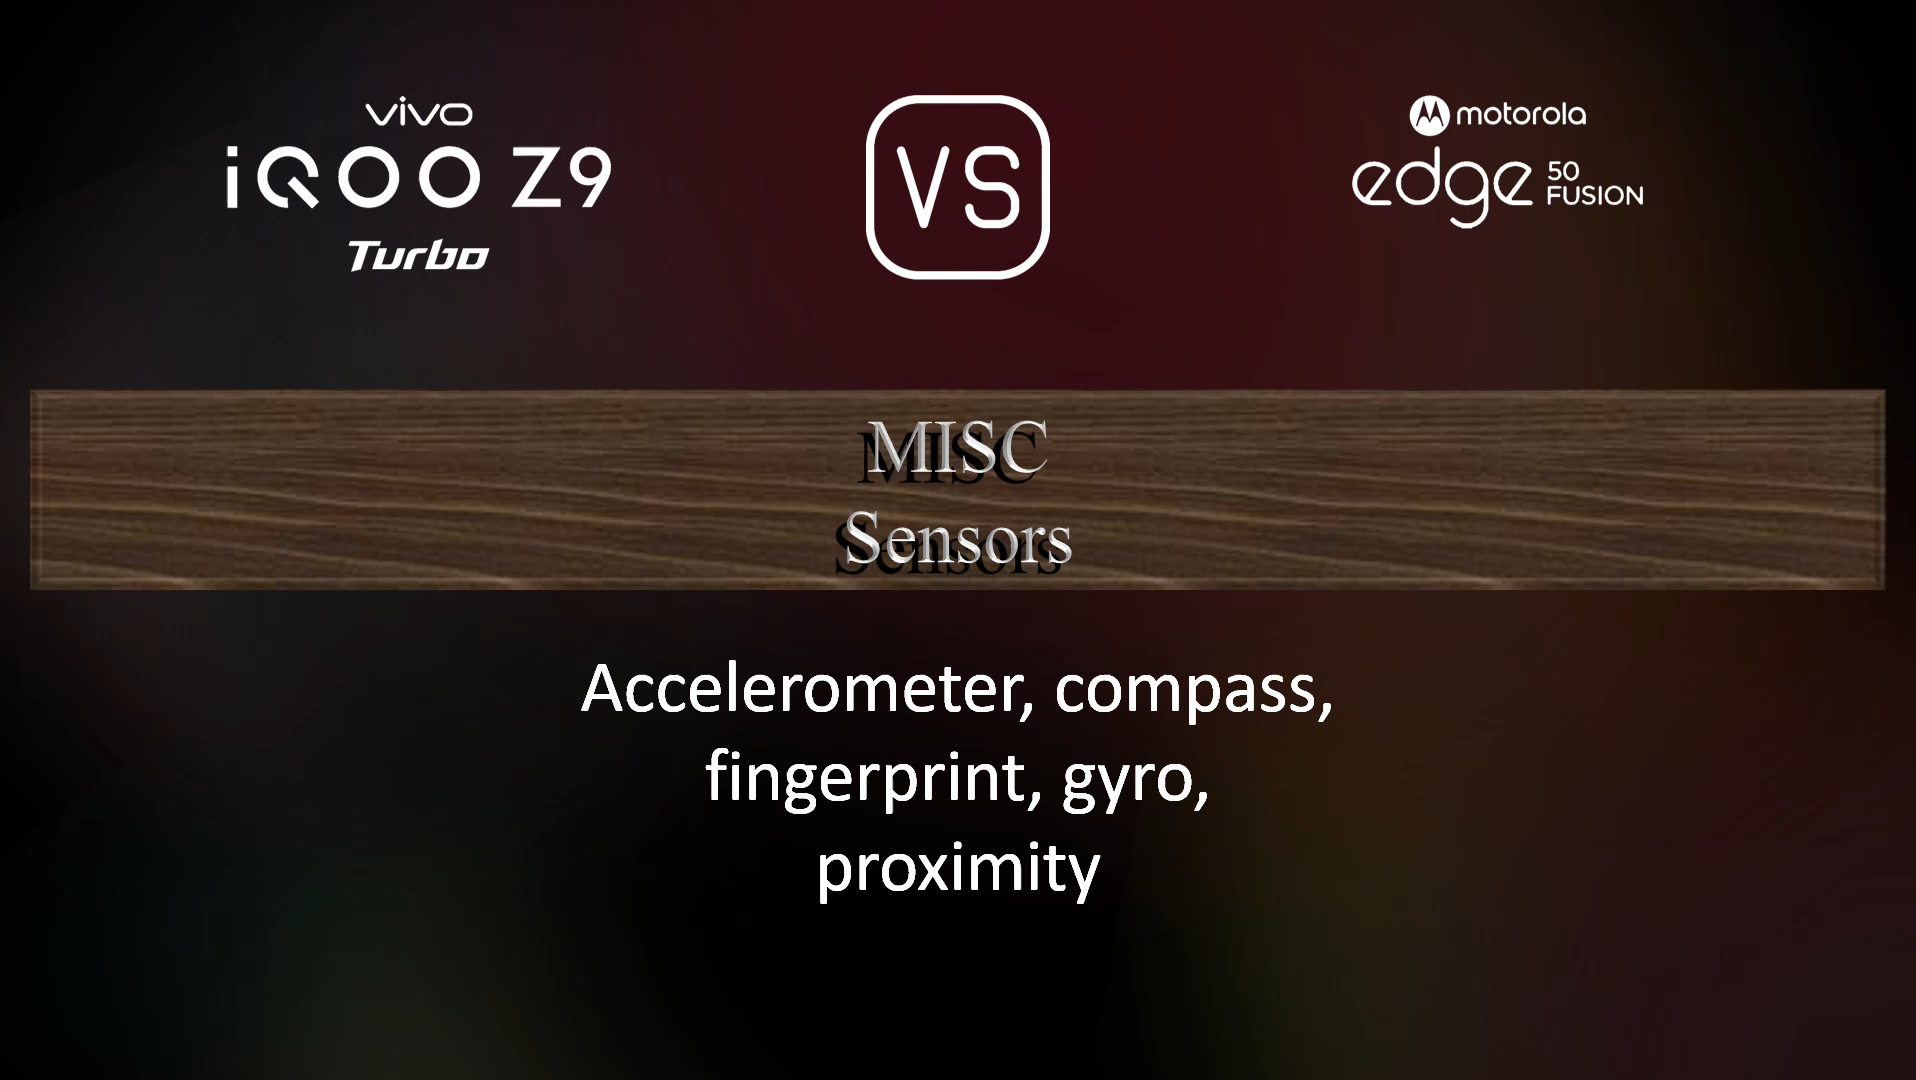 vivo
iQOO Z9
Turbo
VS
motorola
edge 50 FUSION
MISC
Sensors
Accelerometer, compass,
fingerprint, gyro,
proximity